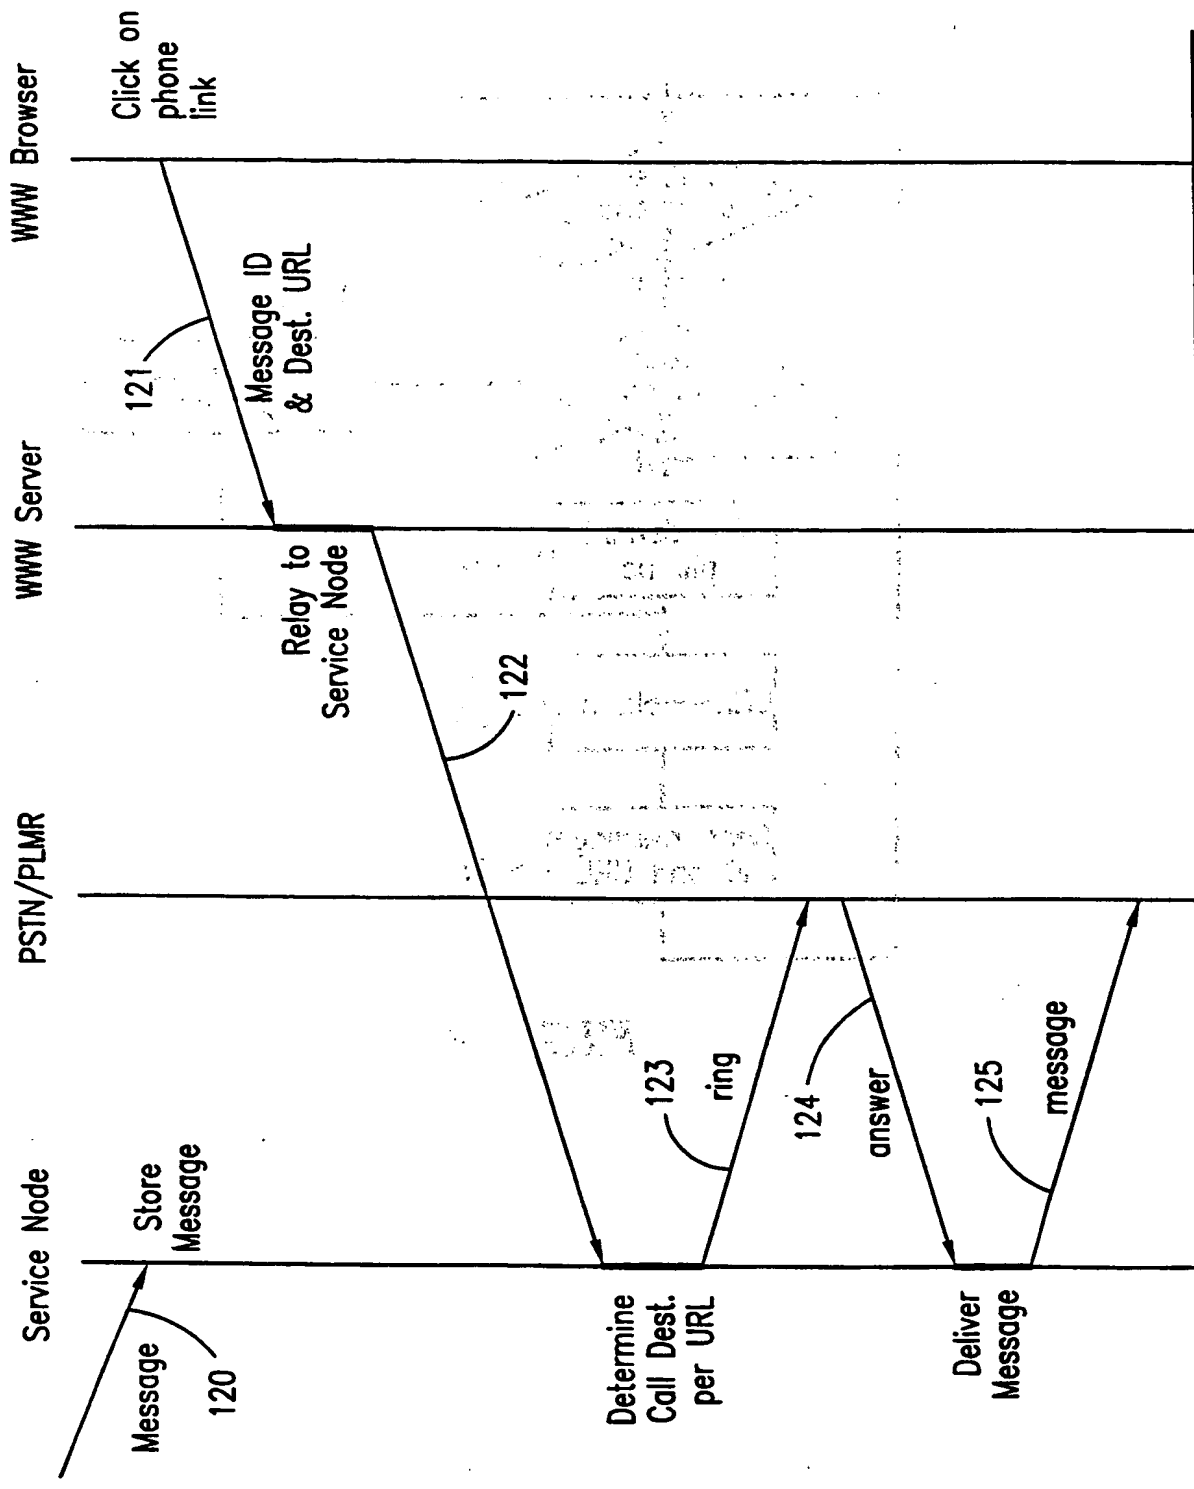 Service Node
PSTN/PLMR
WWW Server
WWW Browser
Message
120
Store
Message
Click on
phone
link
121
Message ID
& Dest. URL
Relay to
Service Node
122
Determine
Call Dest.
per URL
123
ring
124
answer
Deliver
Message
125
message